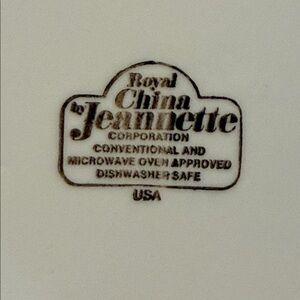 Royal
China
by Jeannette
CORPORATION
CONVENTIONAL AND
MICROWAVE OVEN APPROVED
DISHWASHER SAFE
USA